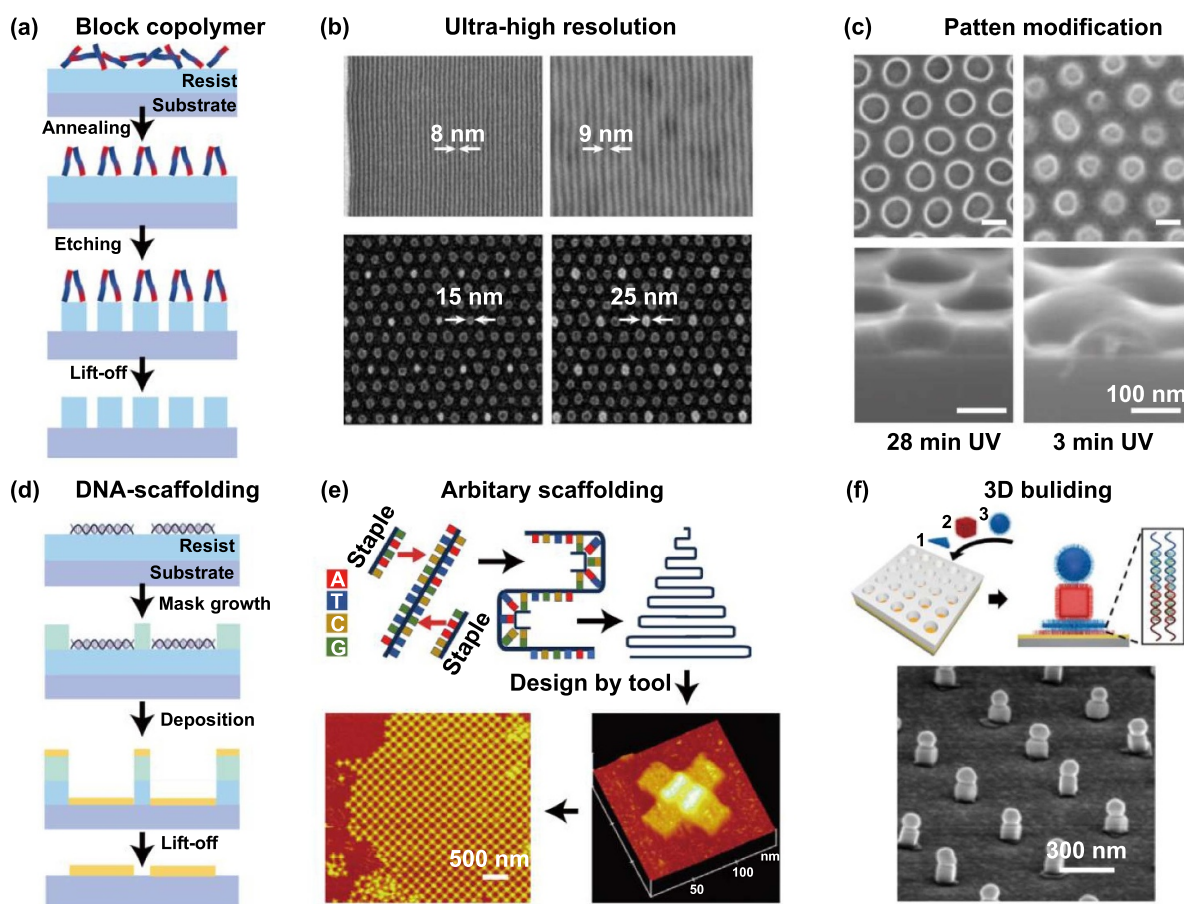 (a) Block copolymer
Resist
Substrate
Annealing
Etching
Lift-off
(b) Ultra-high resolution
8 nm
9 nm
15 nm
25 nm
(c) Patten modification
100 nm
28 min UV
3 min UV
(d) DNA-scaffolding
Resist
Substrate
Mask growth
Deposition
Lift-off
(e) Arbitary scaffolding
Staple
A
T
C
G
Staple
Design by tool
500 nm
nm
100
50
(f) 3D buliding
1
2
3
300 nm